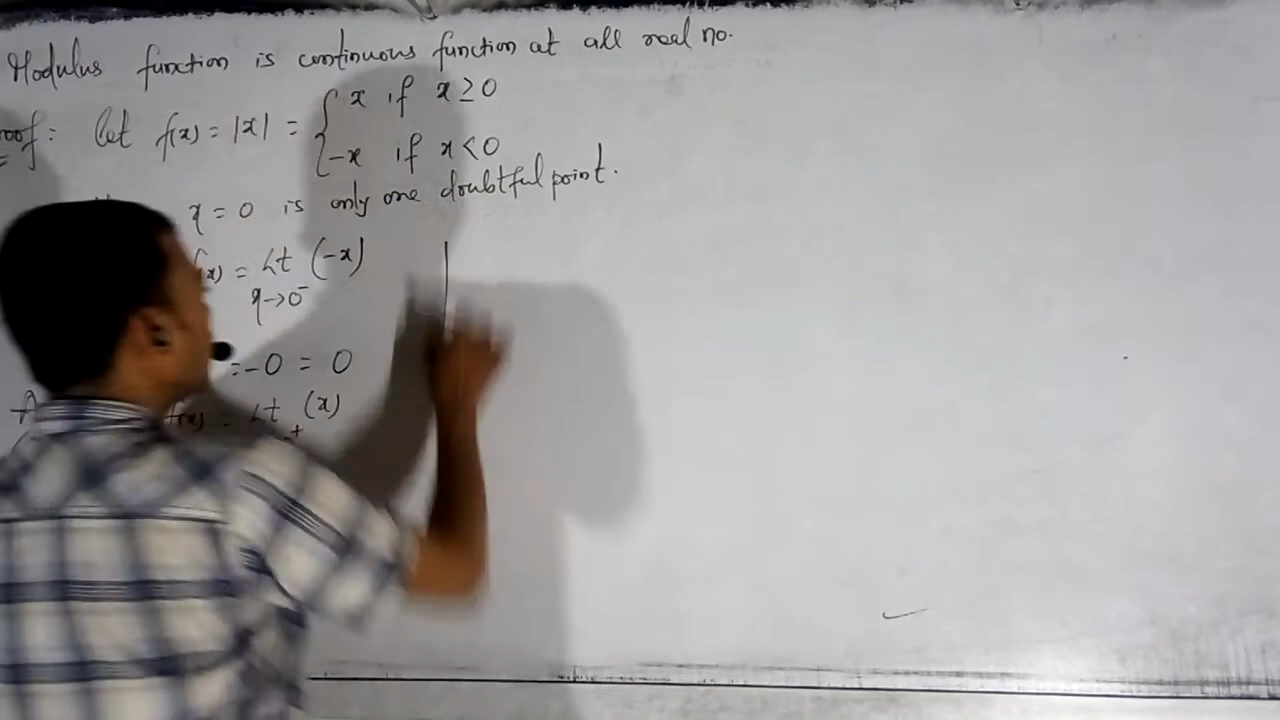 Modulus function is continuous function at all real no.
oof: let f(x) = |x| = { x if x ≥ 0
-x if x < 0
x = 0 is only one doubtful point.
(x) = Lt (-x)
x→0⁻
= -0 = 0
A f(x) = Lt (x)
+